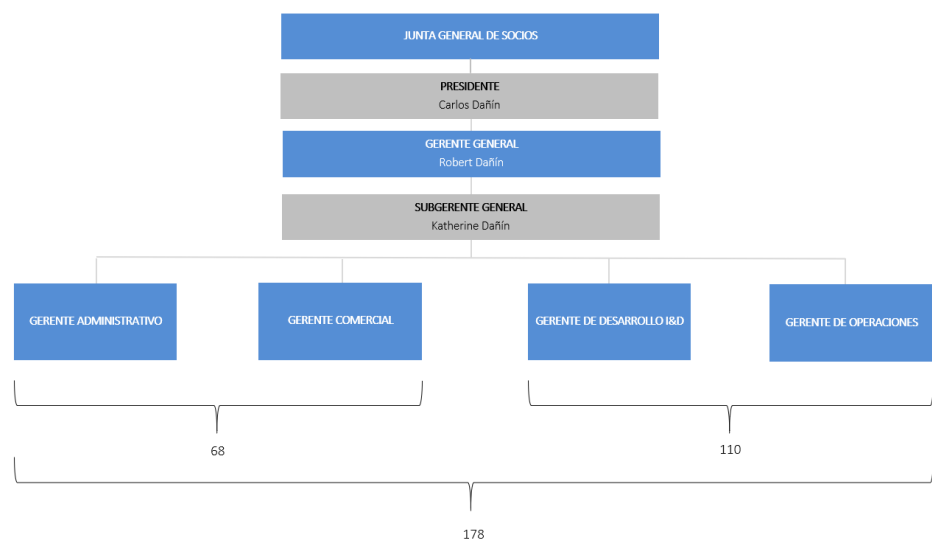 JUNTA GENERAL DE SOCIOS
PRESIDENTE
Carlos Dañín
GERENTE GENERAL
Robert Dañín
SUBGERENTE GENERAL
Katherine Dañín
GERENTE ADMINISTRATIVO
GERENTE COMERCIAL
GERENTE DE DESARROLLO I&D
GERENTE DE OPERACIONES
68
110
178